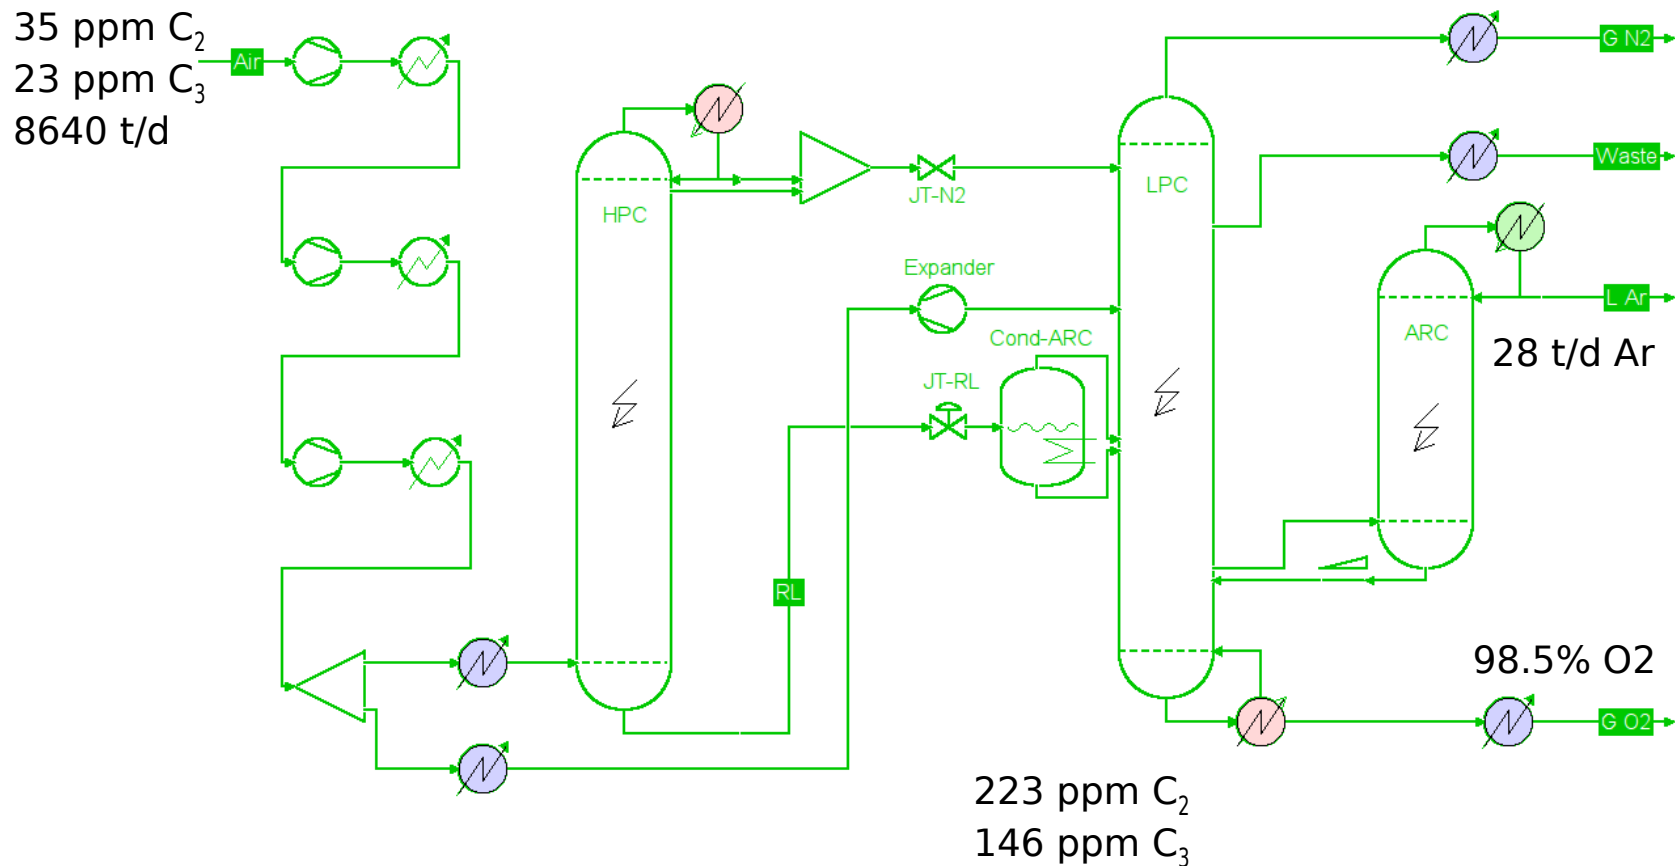 35 ppm C₂
23 ppm C₃
8640 t/d
Air
G N2
Waste
HPC
JT-N2
LPC
Expander
Cond-ARC
JT-RL
L Ar
ARC
28 t/d Ar
RL
98.5% O2
G O2
223 ppm C₂
146 ppm C₃